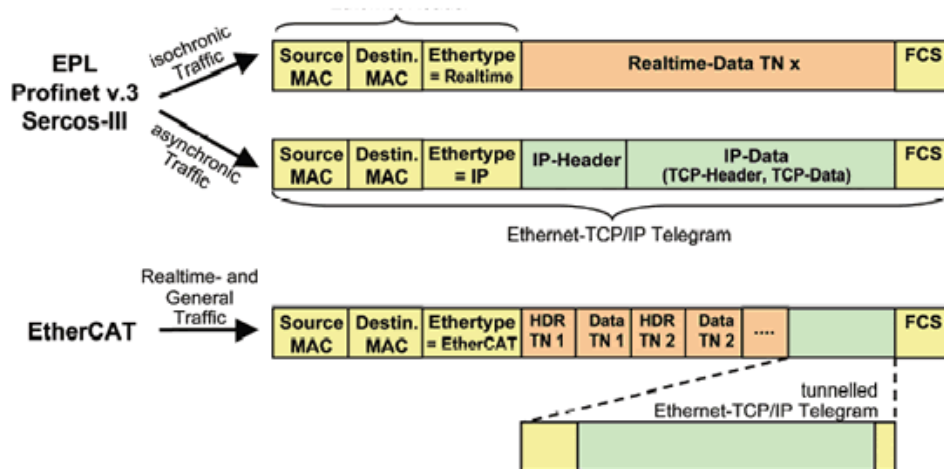 EPL
Profinet v.3
Sercos-III
isochronic
Traffic
asynchronic
Traffic
Source
MAC
Destin.
MAC
Ethertype
= Realtime
Realtime-Data TN x
FCS
Source
MAC
Destin.
MAC
Ethertype
= IP
IP-Header
IP-Data
(TCP-Header, TCP-Data)
FCS
Ethernet-TCP/IP Telegram
EtherCAT
Realtime- and
General
Traffic
Source
MAC
Destin.
MAC
Ethertype
= EtherCAT
HDR
TN 1
Data
TN 1
HDR
TN 2
Data
TN 2
....
FCS
tunnelled
Ethernet-TCP/IP Telegram